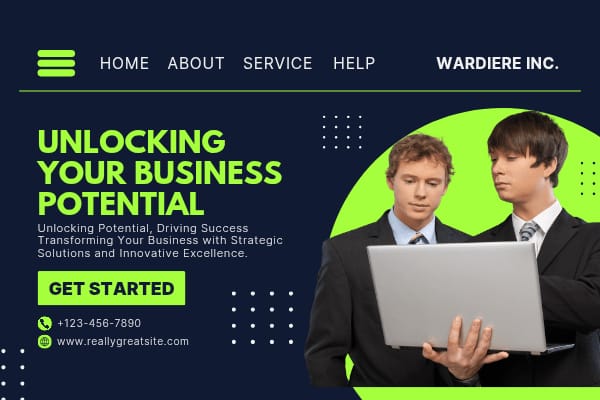 HOME ABOUT SERVICE HELP WARDIERE INC.
UNLOCKING
YOUR BUSINESS
POTENTIAL
Unlocking Potential, Driving Success
Transforming Your Business with Strategic
Solutions and Innovative Excellence.
GET STARTED
+123-456-7890
www.reallygreatsite.com